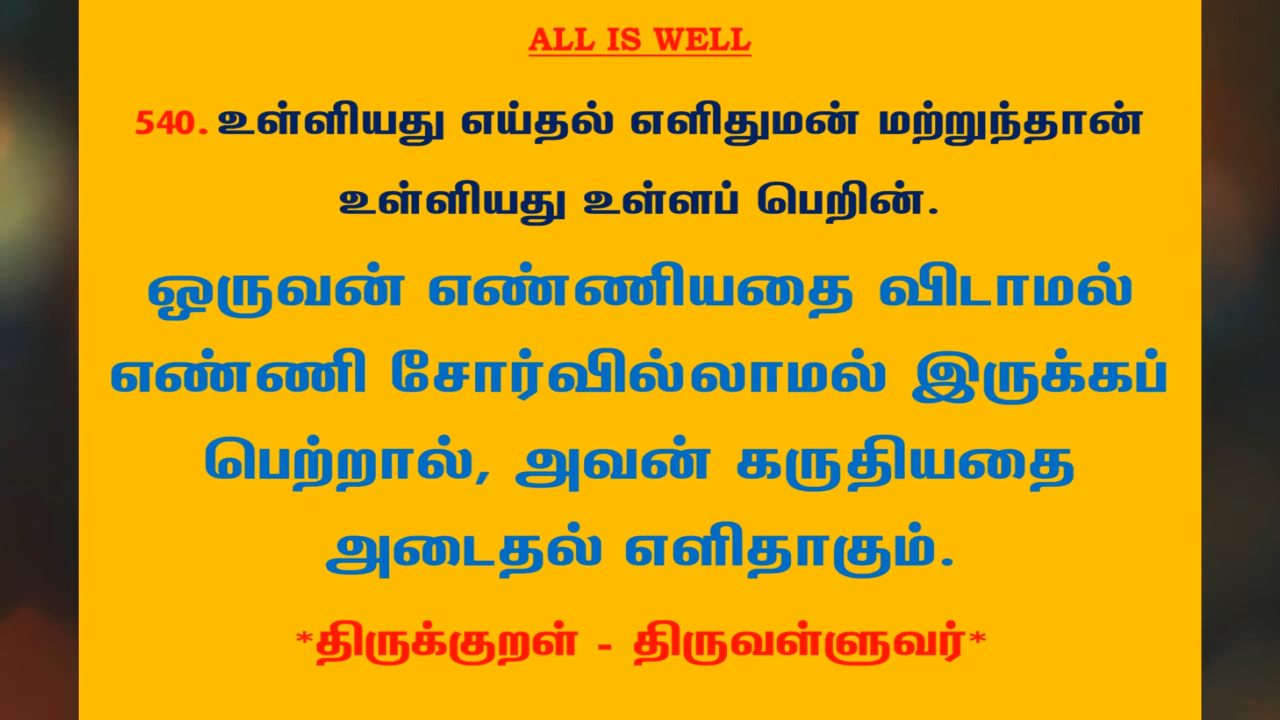 ALL IS WELL
540. உள்ளியது எய்தல் எளிதுமன் மற்றுந்தான்
உள்ளியது உள்ளப் பெறின்.
ஒருவன் எண்ணியதை விடாமல்
எண்ணி சோர்வில்லாமல் இருக்கப்
பெற்றால், அவன் கருதியதை
அடைதல் எளிதாகும்.
*திருக்குறள் - திருவள்ளுவர்*